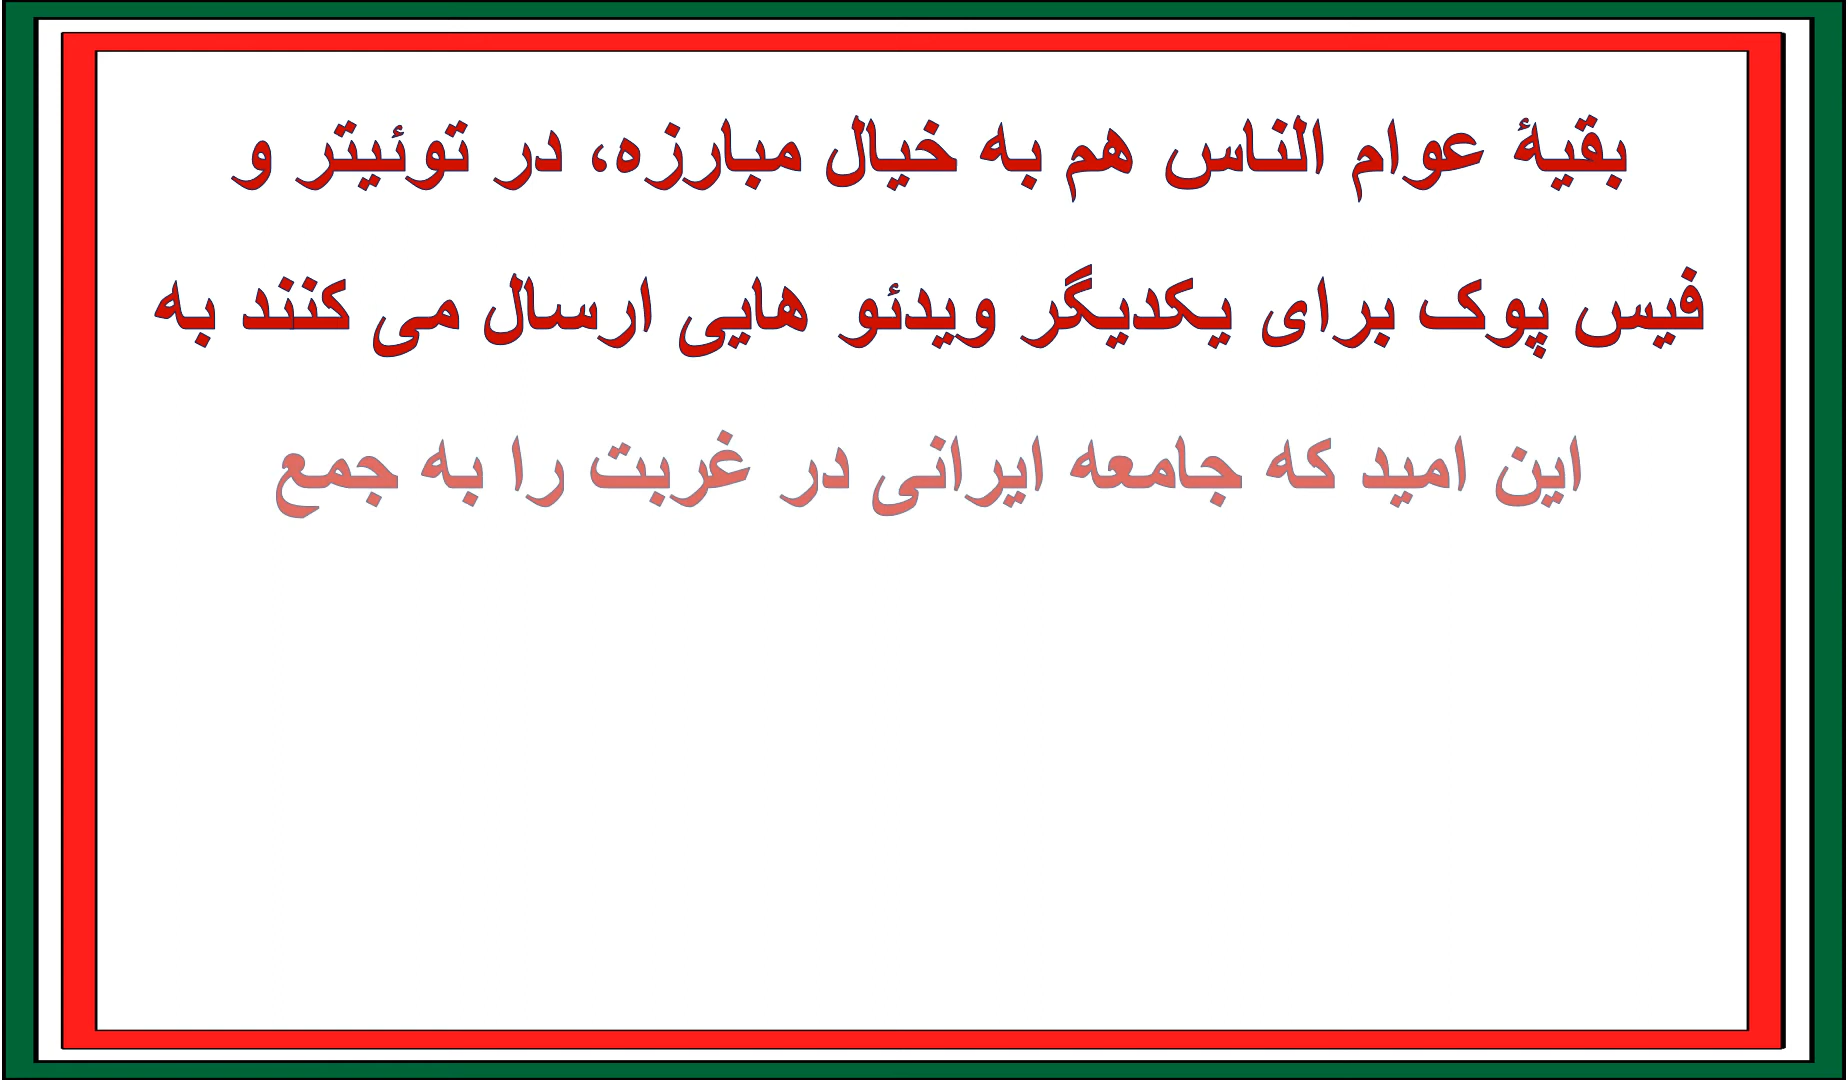 بقیهٔ عوام الناس هم به خیال مبارزه، در توئیتر و
فیس پوک برای یکدیگر ویدئو هایی ارسال می کنند به
این امید که جامعه ایرانی در غربت را به جمع